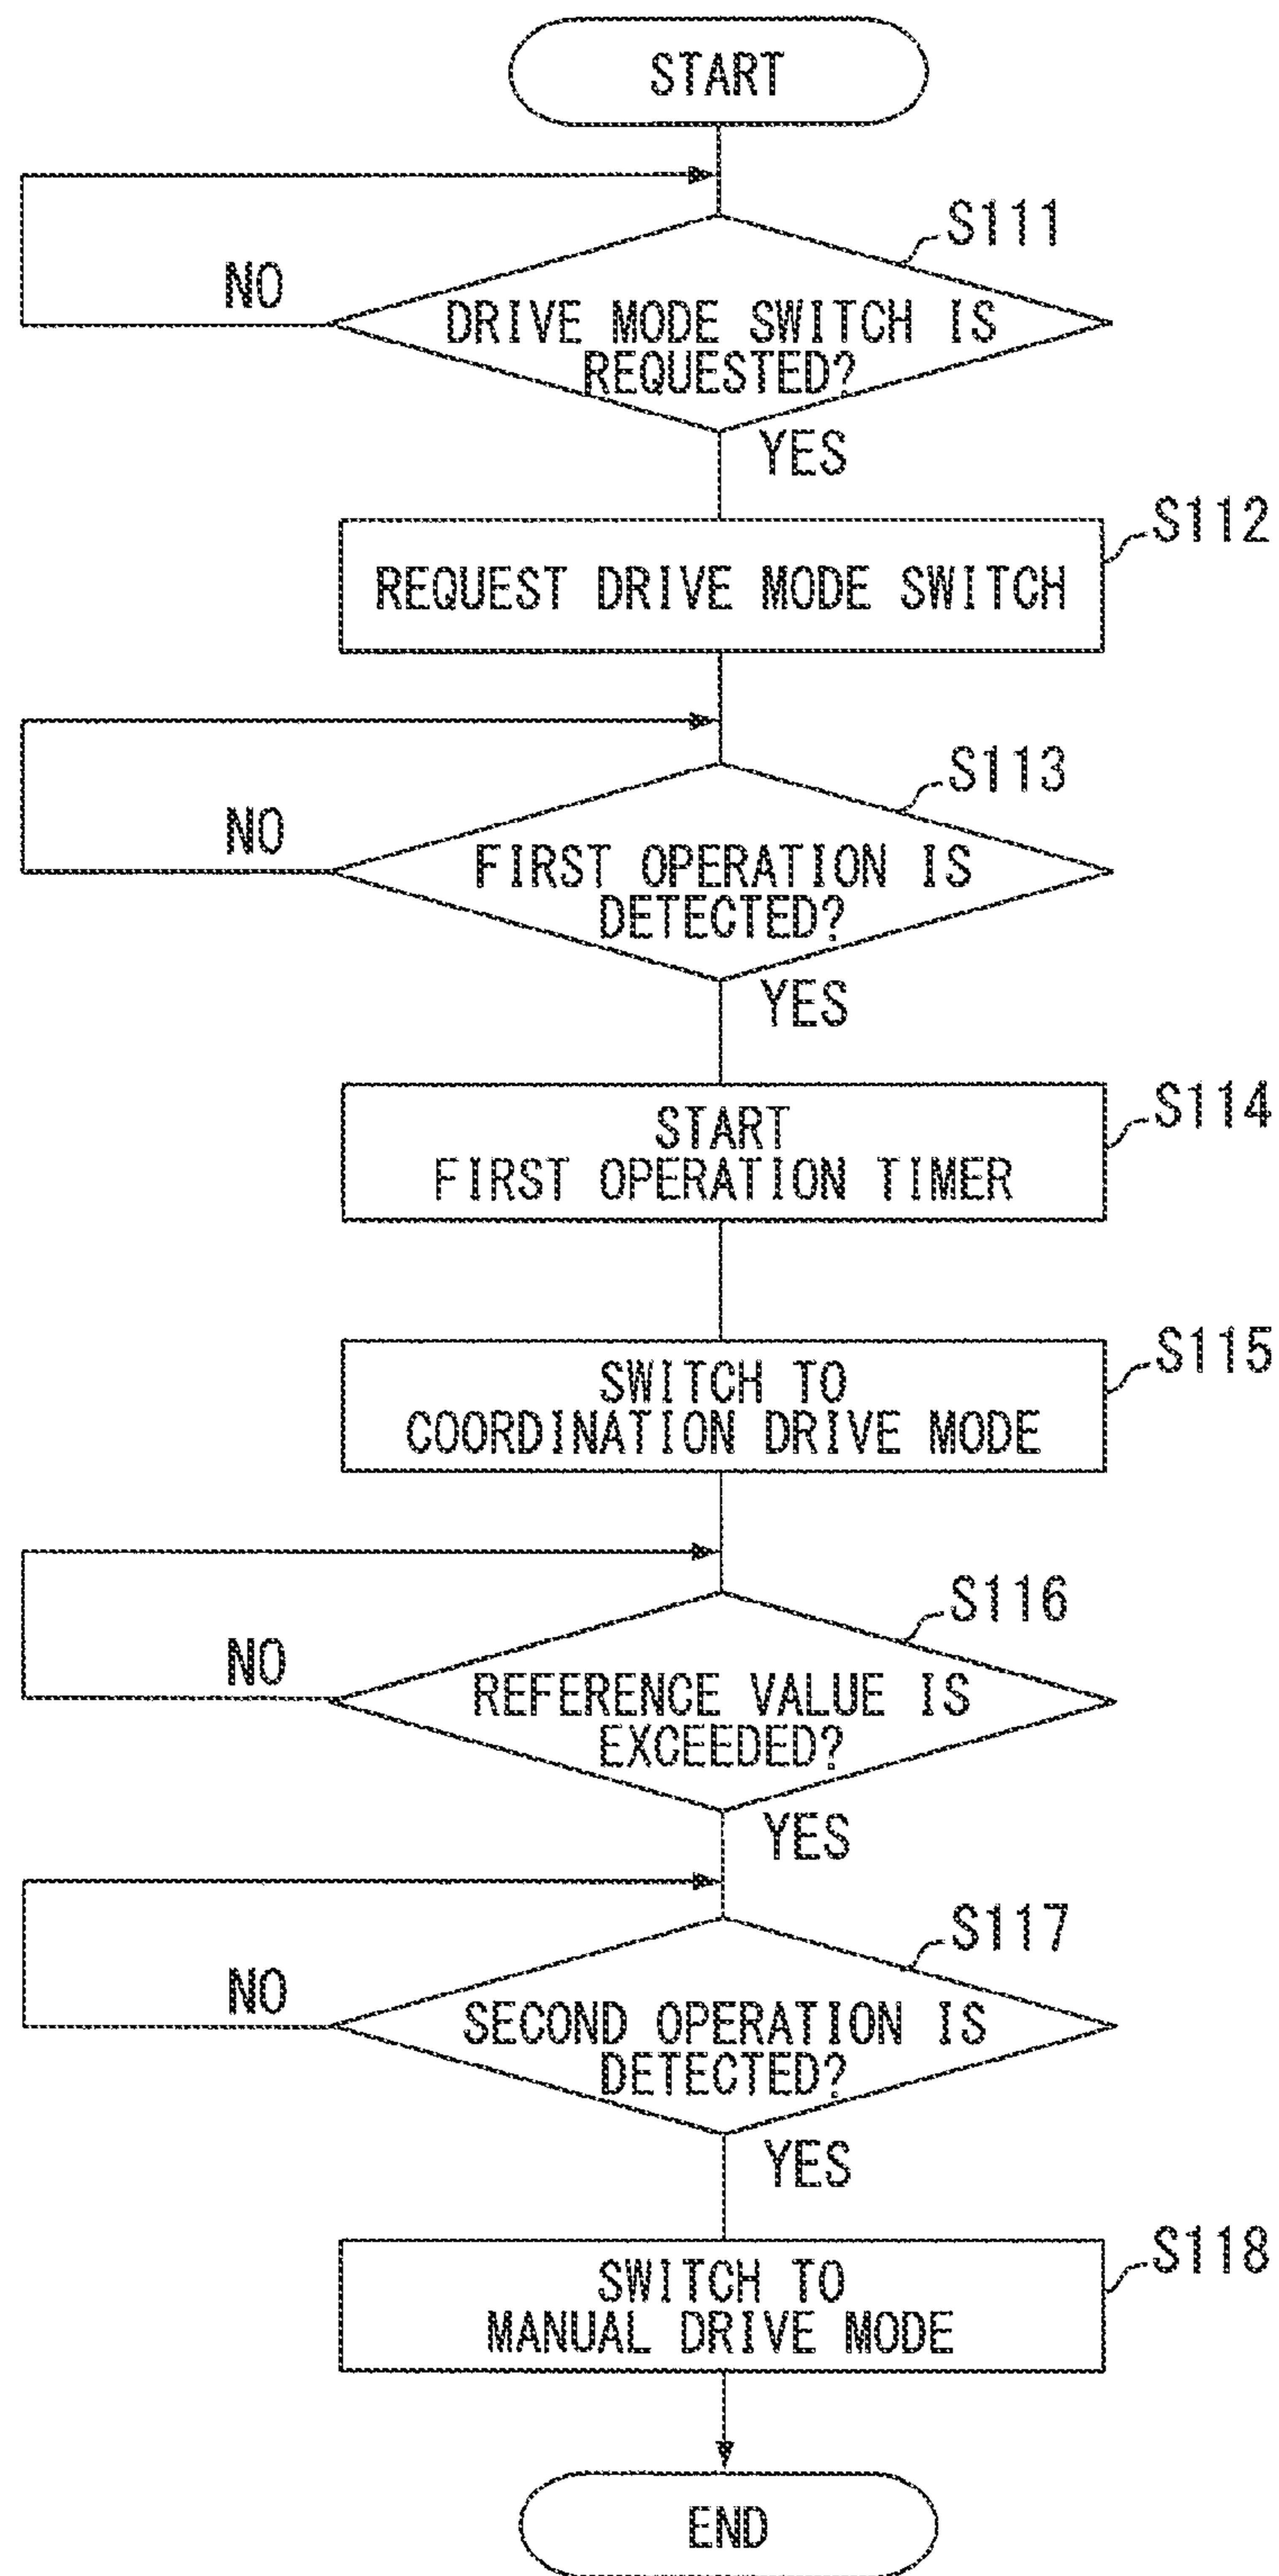 START
S111
NO
DRIVE MODE SWITCH IS
REQUESTED?
YES
S112
REQUEST DRIVE MODE SWITCH
S113
NO
FIRST OPERATION IS
DETECTED?
YES
S114
START
FIRST OPERATION TIMER
S115
SWITCH TO
COORDINATION DRIVE MODE
S116
NO
REFERENCE VALUE IS
EXCEEDED?
YES
S117
NO
SECOND OPERATION IS
DETECTED?
YES
S118
SWITCH TO
MANUAL DRIVE MODE
END